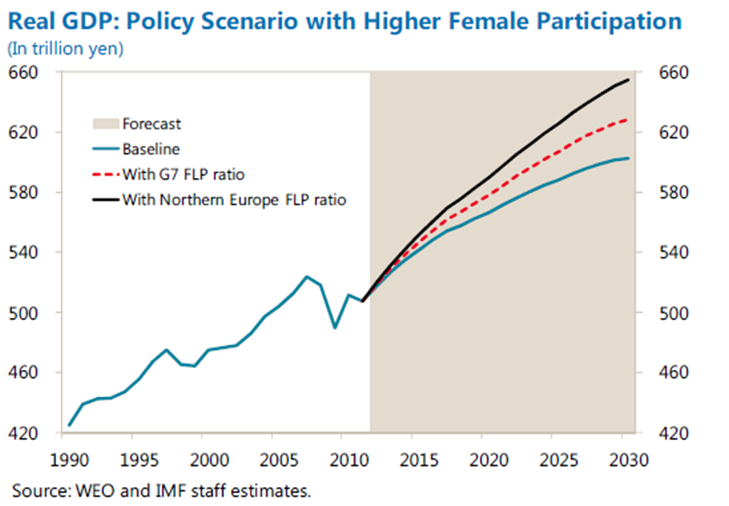 Real GDP: Policy Scenario with Higher Female Participation
(In trillion yen)
660 660
Forecast
620 620
Baseline
With G7 FLP ratio
580 580
With Northern Europe FLP ratio
540 540
500 500
460 460
420 420
1990 1995 2000 2005 2010 2015 2020 2025 2030
Source: WEO and IMF staff estimates.